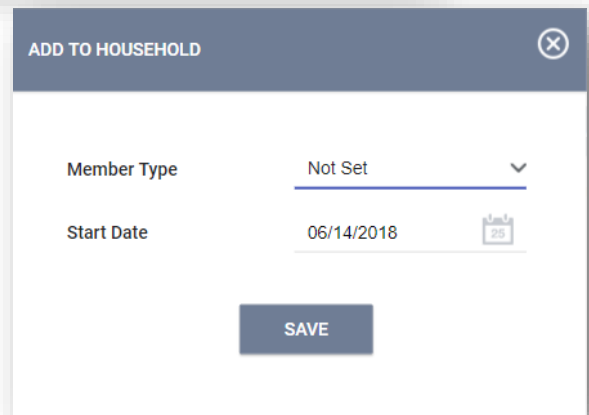 ADD TO HOUSEHOLD
Member Type Not Set
Start Date 06/14/2018 25
SAVE